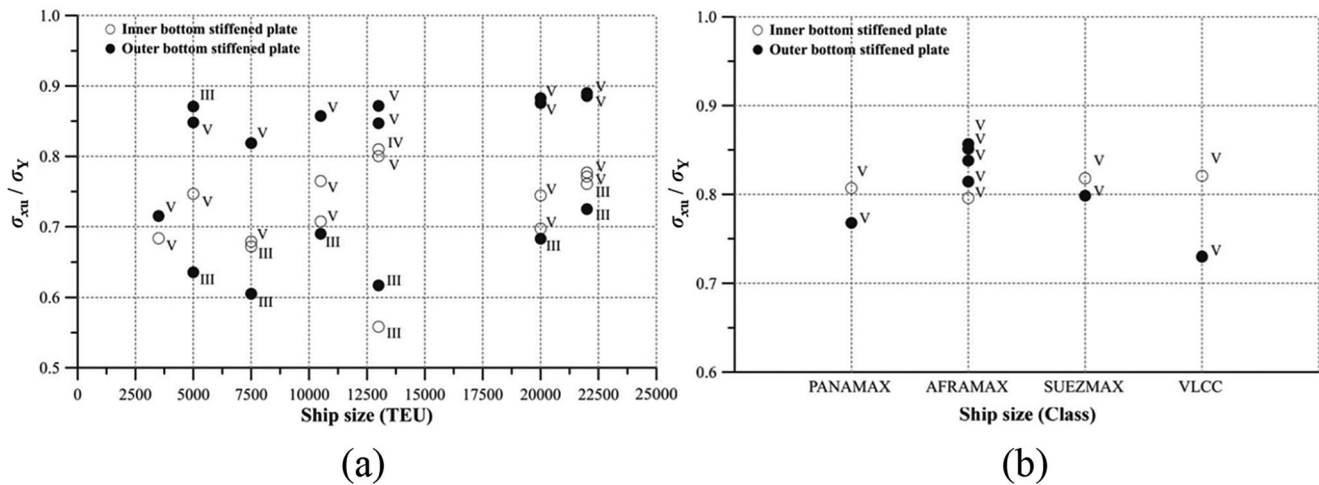 1.0
0.9
0.8
0.7
0.6
0.5
σxu / σY
Inner bottom stiffened plate
Outer bottom stiffened plate
V
V
III
V
V
III
V
V
III
III
V
V
V
III
V
V
IV
V
III
III
V
V
V
V
III
V
V
V
V
III
III
0 2500 5000 7500 10000 12500 15000 17500 20000 22500 25000
Ship size (TEU)
(a)
1.0
0.9
0.8
0.7
0.6
σxu / σY
Inner bottom stiffened plate
Outer bottom stiffened plate
V
V
V
V
V
V
V
V
V
V
V
PANAMAX AFRAMAX SUEZMAX VLCC
Ship size (Class)
(b)